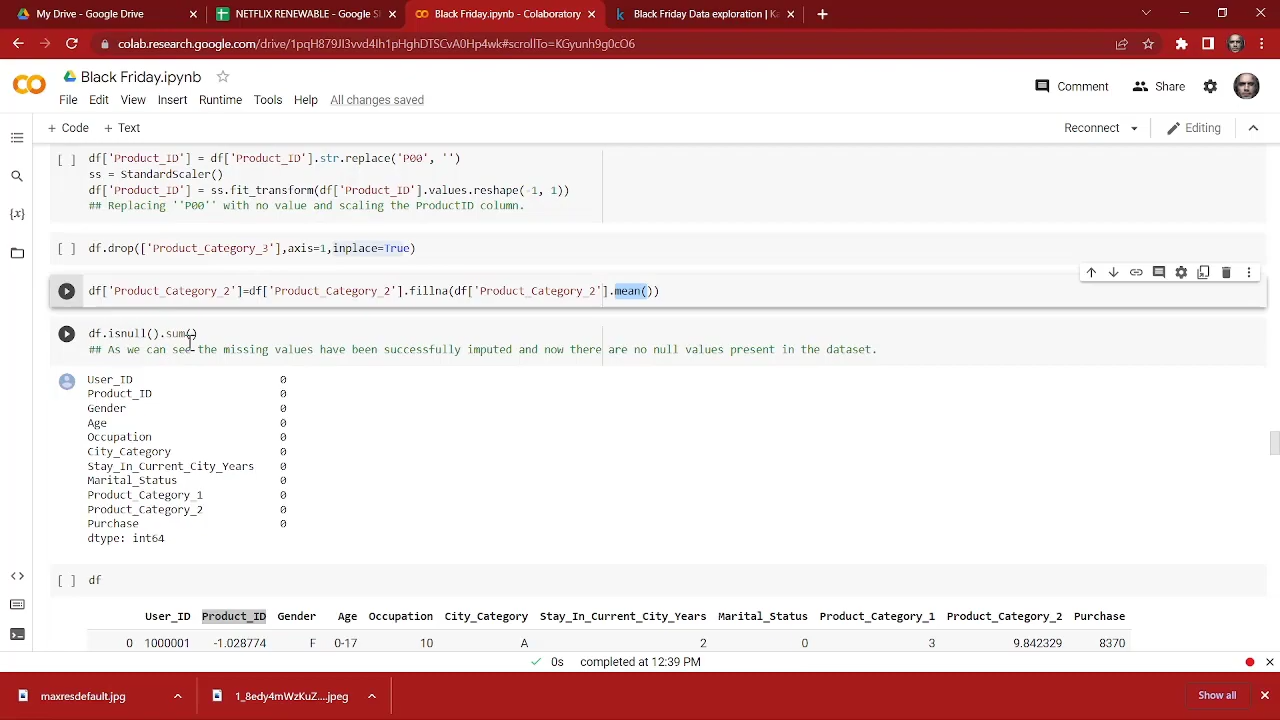 My Drive - Google Drive
NETFLIX RENEWABLE - Google S
Black Friday.ipynb - Colaboratory
Black Friday Data exploration | Ka
colab.research.google.com/drive/1pqH879JI3vvd4Ih1pHghDTSCvA0Hp4wk#scrollTo=KGyunh9g0cO6
Black Friday.ipynb
File Edit View Insert Runtime Tools Help All changes saved
Comment Share
+ Code + Text
Reconnect Editing
[ ] df['Product_ID'] = df['Product_ID'].str.replace('P00', '')
ss = StandardScaler()
df['Product_ID'] = ss.fit_transform(df['Product_ID'].values.reshape(-1, 1))
## Replacing ''P00'' with no value and scaling the ProductID column.
[ ] df.drop(['Product_Category_3'],axis=1,inplace=True)
df['Product_Category_2']=df['Product_Category_2'].fillna(df['Product_Category_2'].mean())
df.isnull().sum()
## As we can see the missing values have been successfully imputed and now there are no null values present in the dataset.
User_ID 0
Product_ID 0
Gender 0
Age 0
Occupation 0
City_Category 0
Stay_In_Current_City_Years 0
Marital_Status 0
Product_Category_1 0
Product_Category_2 0
Purchase 0
dtype: int64
[ ] df
User_ID Product_ID Gender Age Occupation City_Category Stay_In_Current_City_Years Marital_Status Product_Category_1 Product_Category_2 Purchase
0 1000001 -1.028774 F 0-17 10 A 2 0 3 9.842329 8370
0s completed at 12:39 PM
maxresdefault.jpg
1_8edy4mWzKuZ....jpeg
Show all